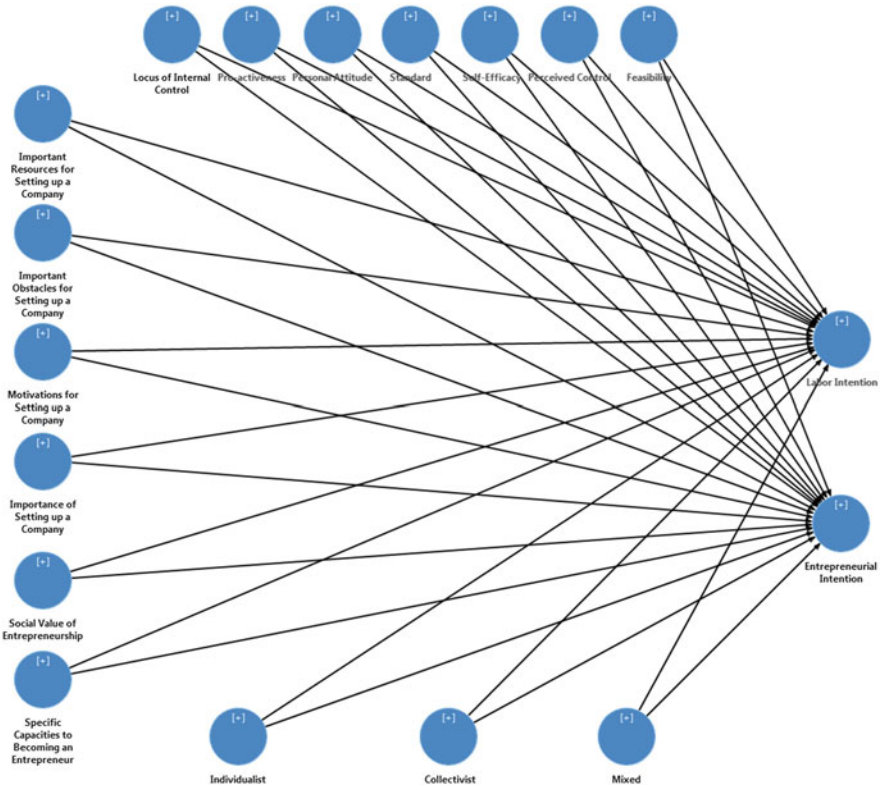 [+] [+] [+] [+] [+] [+] [+]
Locus of Internal Control
Pro-activeness
Personal Attitude
Standard
Self-Efficacy
Perceived Control
Feasibility
[+]
Important
Resources for
Setting up a
Company
[+]
Important
Obstacles for
Setting up a
Company
[+]
Motivations for
Setting up a
Company
[+]
Importance of
Setting up a
Company
[+]
Social Value of
Entrepreneurship
[+]
Specific
Capacities to
Becoming an
Entrepreneur
[+]
Individualist
[+]
Collectivist
[+]
Mixed
[+]
Labor Intention
[+]
Entrepreneurial
Intention